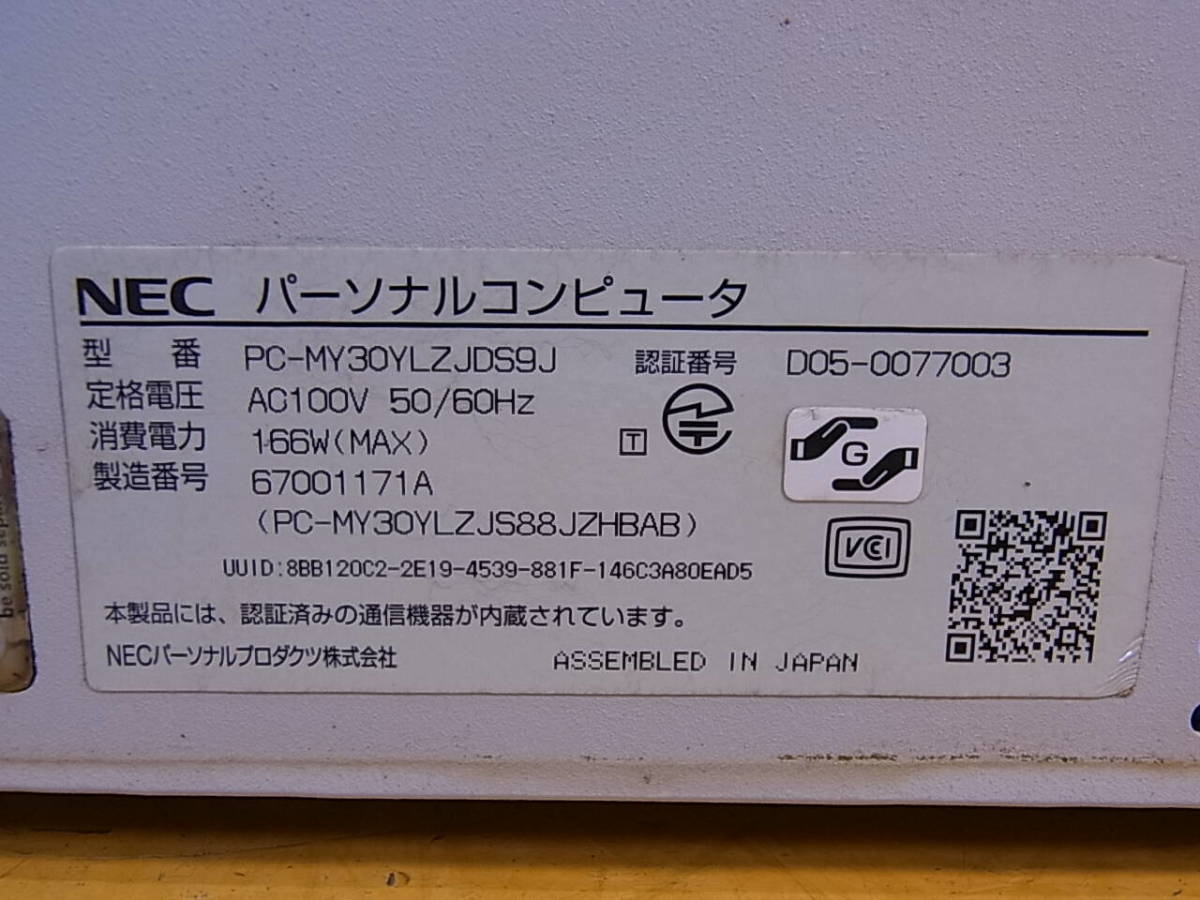 NEC パーソナルコンピュータ
型 番 PC-MY30YLZJDS9J 認証番号 D05-0077003
定格電圧 AC100V 50/60Hz
消費電力 166W(MAX) T
製造番号 67001171A
G
(PC-MY30YLZJS88JZHBAB)
VCI
UUID:8BB120C2-2E19-4539-881F-146C3A80EAD5
本製品には、認証済みの通信機器が内蔵されています。
NECパーソナルプロダクツ株式会社 ASSEMBLED IN JAPAN
be sold